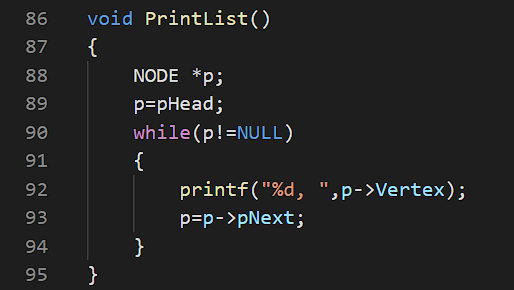 86 void PrintList()
87 {
88 NODE *p;
89 p=pHead;
90 while(p!=NULL)
91 {
92 printf("%d, ",p->Vertex);
93 p=p->pNext;
94 }
95 }